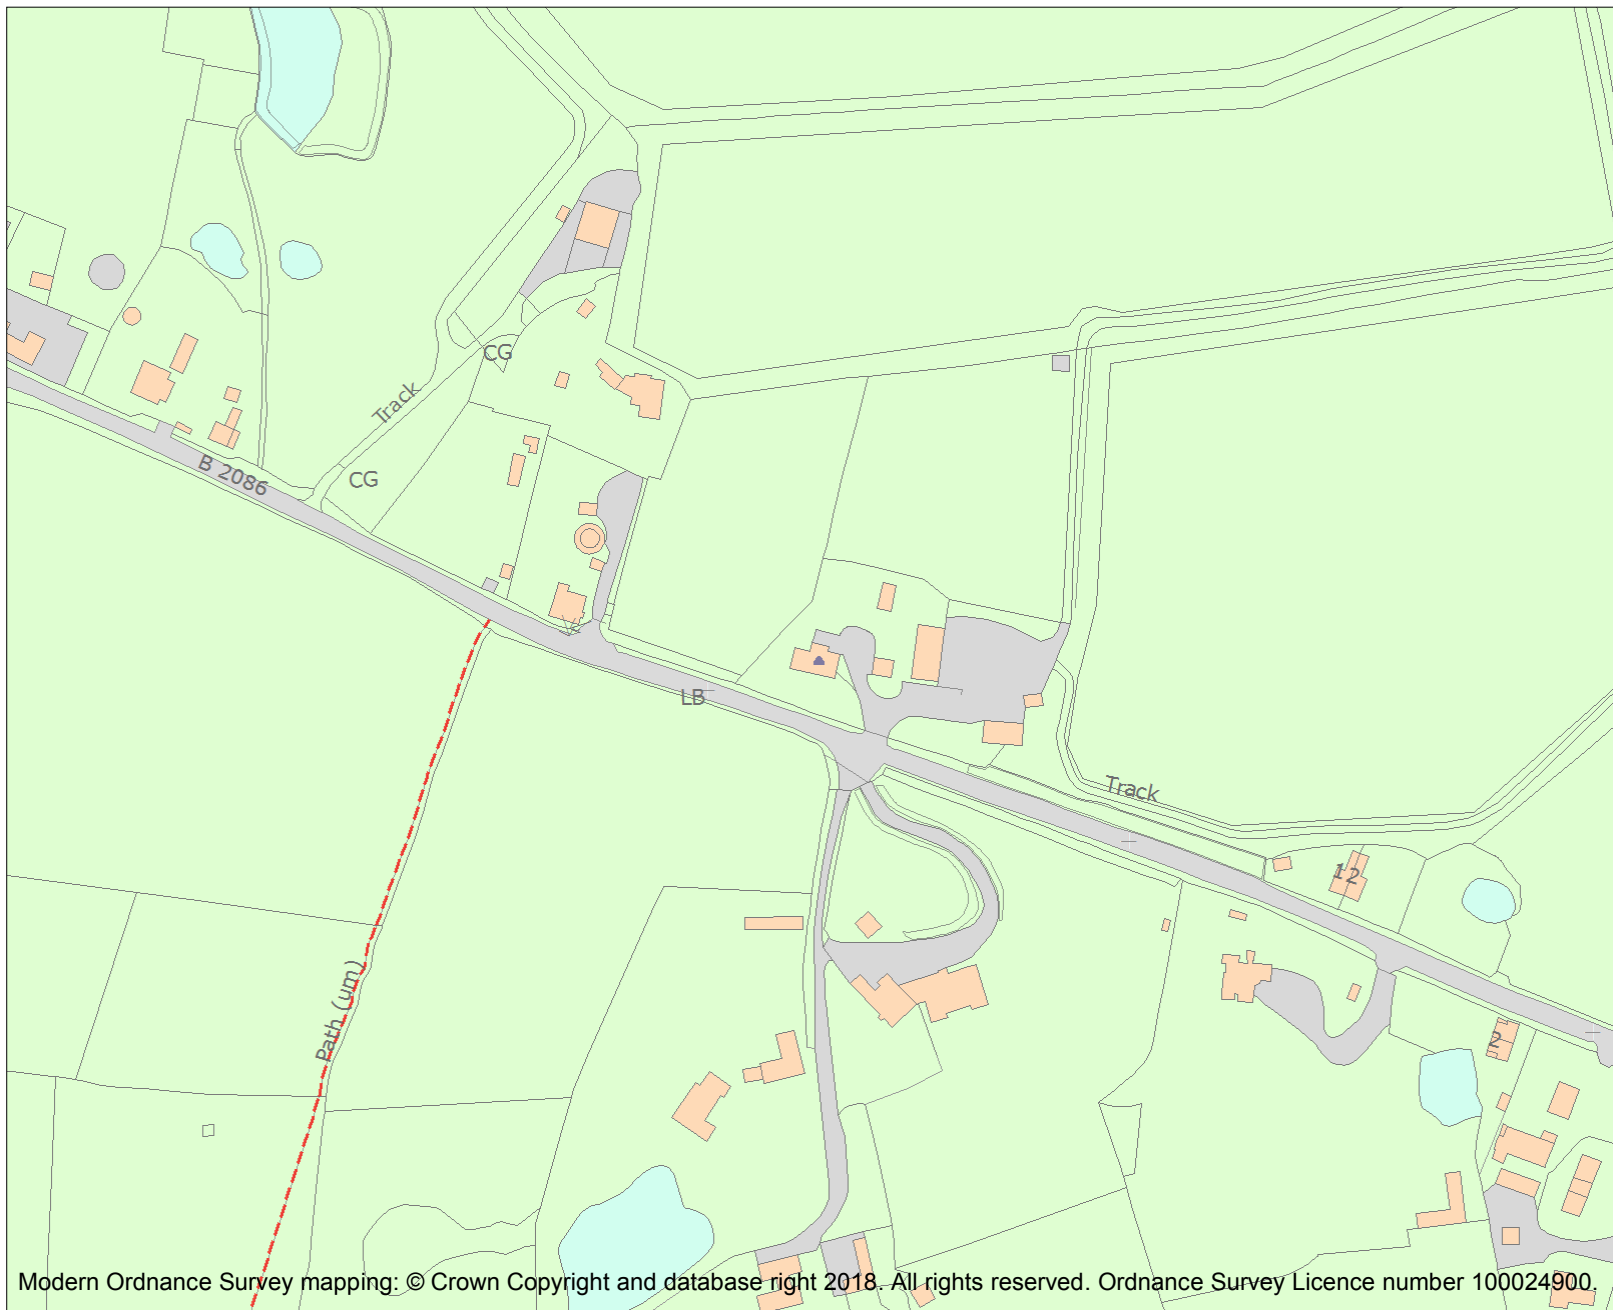 CG
Track
B 2086
CG
LB
Track
12
Path (um)
2
Modern Ordnance Survey mapping: © Crown Copyright and database right 2018. All rights reserved. Ordnance Survey Licence number 100024900.